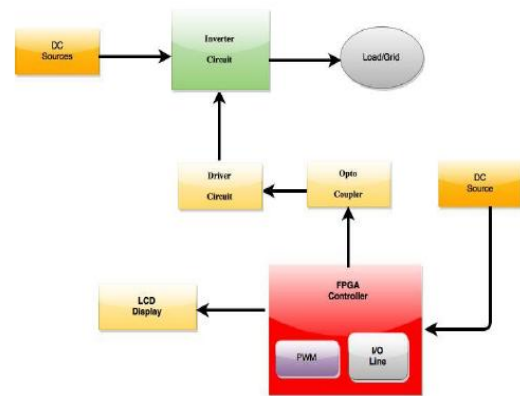 DC
Sources
Inverter
Circuit
Load/Grid
Driver
Circuit
Opto
Coupler
DC
Source
LCD
Display
FPGA
Controller
PWM
I/O
Line